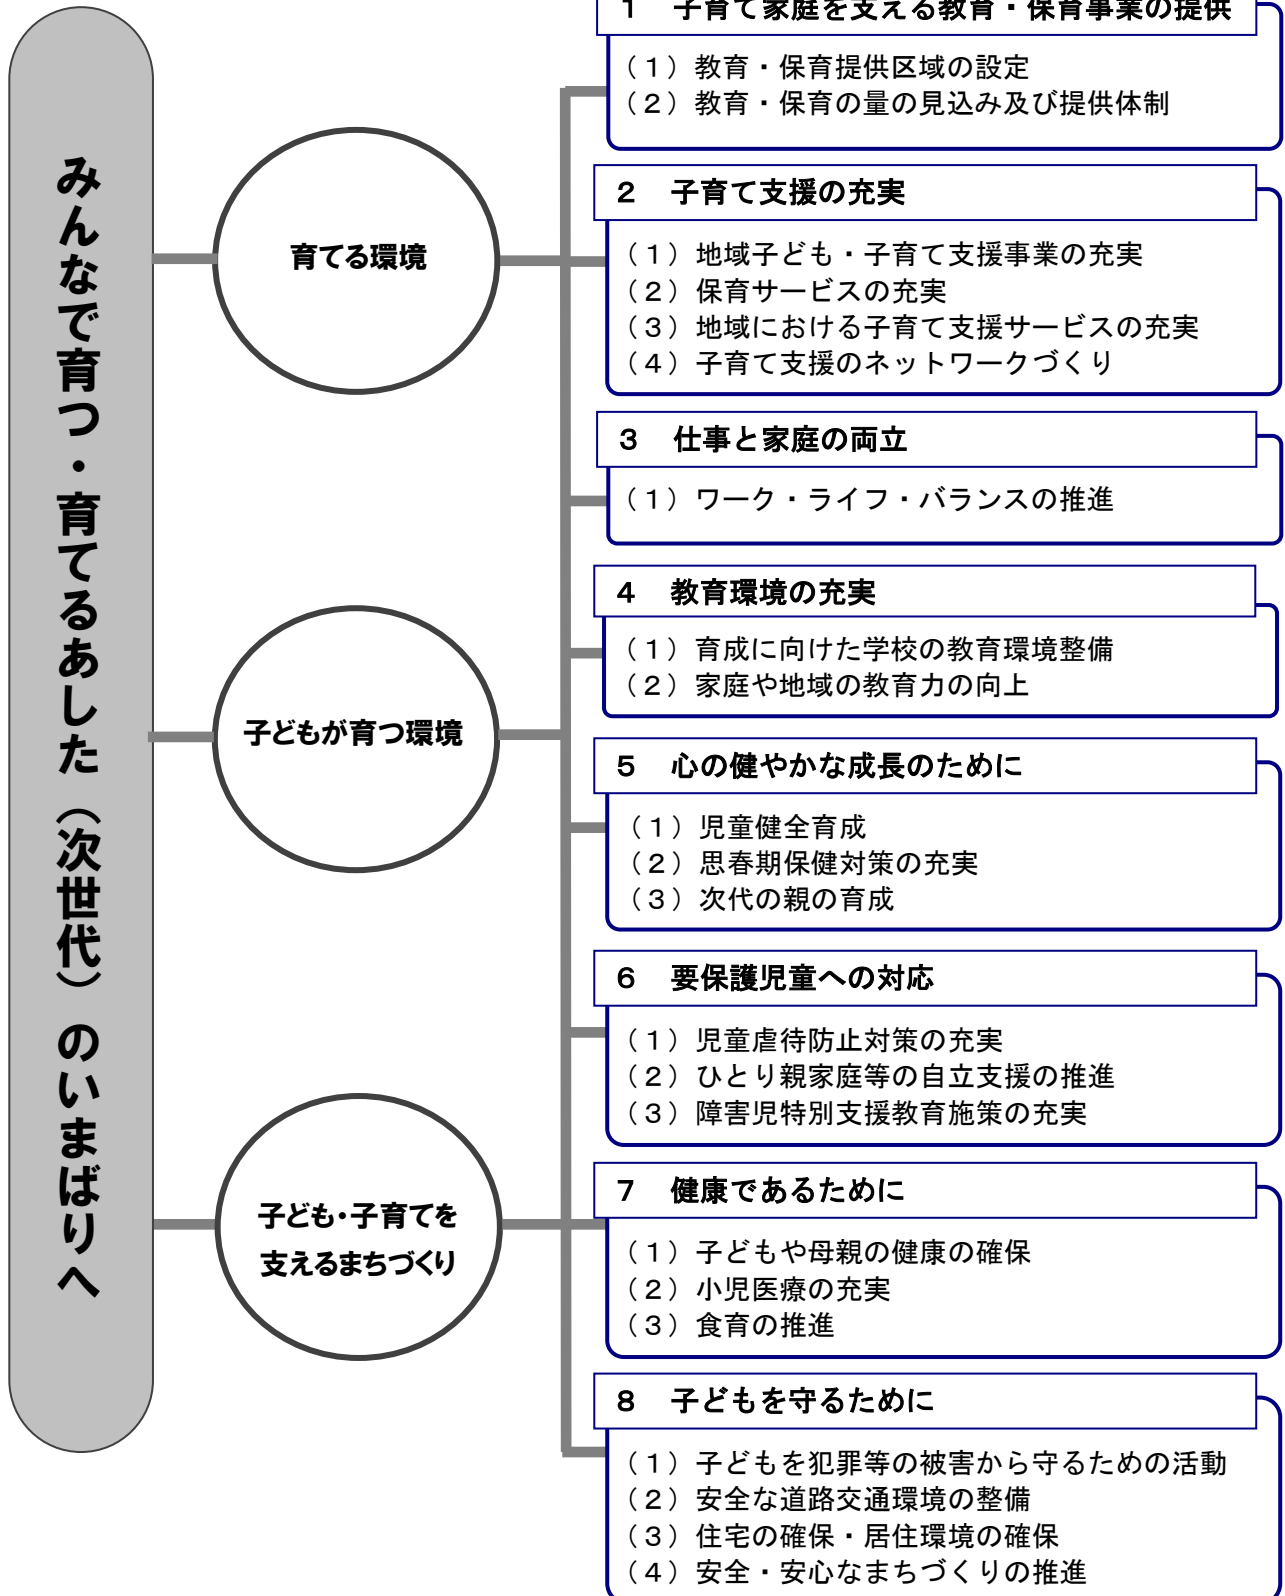 みんなで育つ・育てるあした（次世代）のいまばりへ
育てる環境
子どもが育つ環境
子ども・子育てを
支えるまちづくり
１　子育て家庭を支える教育・保育事業の提供
（１）教育・保育提供区域の設定
（２）教育・保育の量の見込み及び提供体制
２　子育て支援の充実
（１）地域子ども・子育て支援事業の充実
（２）保育サービスの充実
（３）地域における子育て支援サービスの充実
（４）子育て支援のネットワークづくり
３　仕事と家庭の両立
（１）ワーク・ライフ・バランスの推進
４　教育環境の充実
（１）育成に向けた学校の教育環境整備
（２）家庭や地域の教育力の向上
５　心の健やかな成長のために
（１）児童健全育成
（２）思春期保健対策の充実
（３）次代の親の育成
６　要保護児童への対応
（１）児童虐待防止対策の充実
（２）ひとり親家庭等の自立支援の推進
（３）障害児特別支援教育施策の充実
７　健康であるために
（１）子どもや母親の健康の確保
（２）小児医療の充実
（３）食育の推進
８　子どもを守るために
（１）子どもを犯罪等の被害から守るための活動
（２）安全な道路交通環境の整備
（３）住宅の確保・居住環境の確保
（４）安全・安心なまちづくりの推進